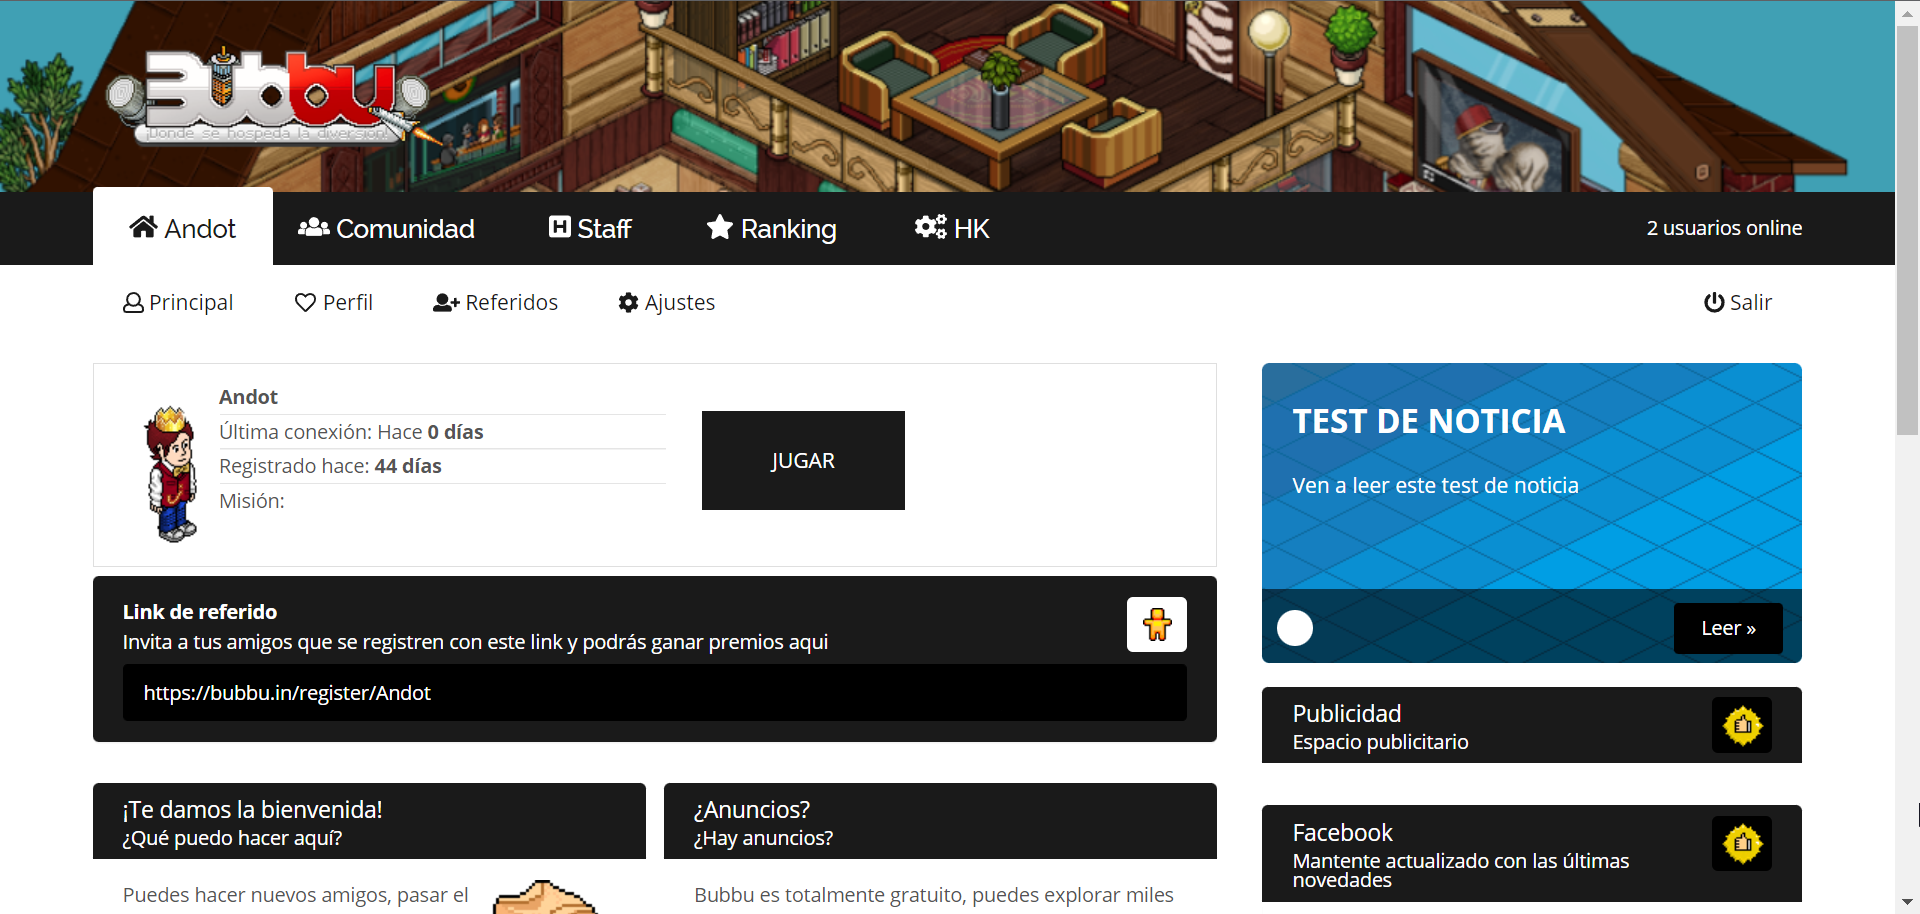 Bubbu
¡Donde se hospeda la diversión!
Andot
Comunidad
Staff
Ranking
HK
2 usuarios online
Principal
Perfil
Referidos
Ajustes
Salir
Andot
Última conexión: Hace 0 días
Registrado hace: 44 días
Misión:
JUGAR
TEST DE NOTICIA
Ven a leer este test de noticia
Leer »
Link de referido
Invita a tus amigos que se registren con este link y podrás ganar premios aqui
https://bubbu.in/register/Andot
Publicidad
Espacio publicitario
¡Te damos la bienvenida!
¿Qué puedo hacer aquí?
¿Anuncios?
¿Hay anuncios?
Facebook
Mantente actualizado con las últimas
novedades
Puedes hacer nuevos amigos, pasar el
Bubbu es totalmente gratuito, puedes explorar miles